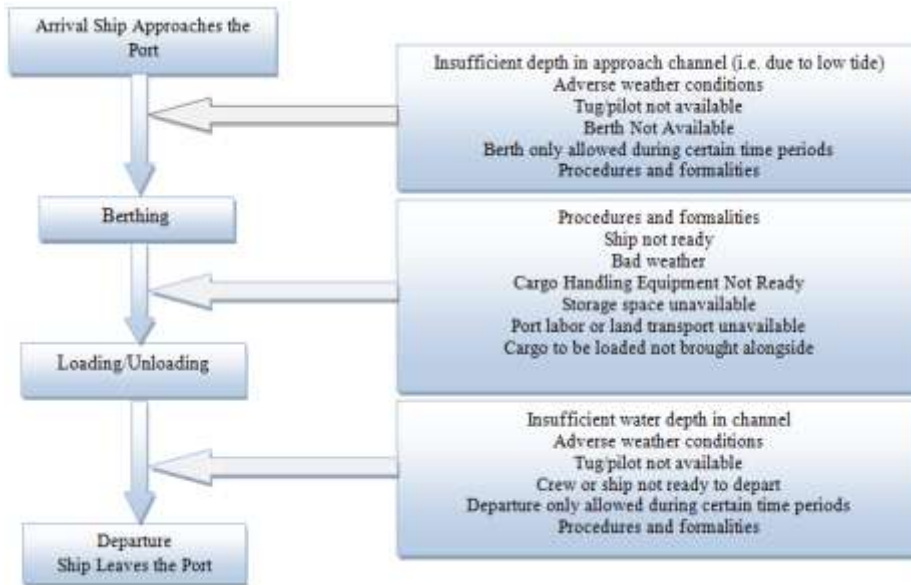 Arrival Ship Approaches the
Port
Insufficient depth in approach channel (i.e. due to low tide)
Adverse weather conditions
Tug/pilot not available
Berth Not Available
Berth only allowed during certain time periods
Procedures and formalities
Berthing
Procedures and formalities
Ship not ready
Bad weather
Cargo Handling Equipment Not Ready
Storage space unavailable
Port labor or land transport unavailable
Cargo to be loaded not brought alongside
Loading/Unloading
Insufficient water depth in channel
Adverse weather conditions
Tug/pilot not available
Crew or ship not ready to depart
Departure only allowed during certain time periods
Procedures and formalities
Departure
Ship Leaves the Port